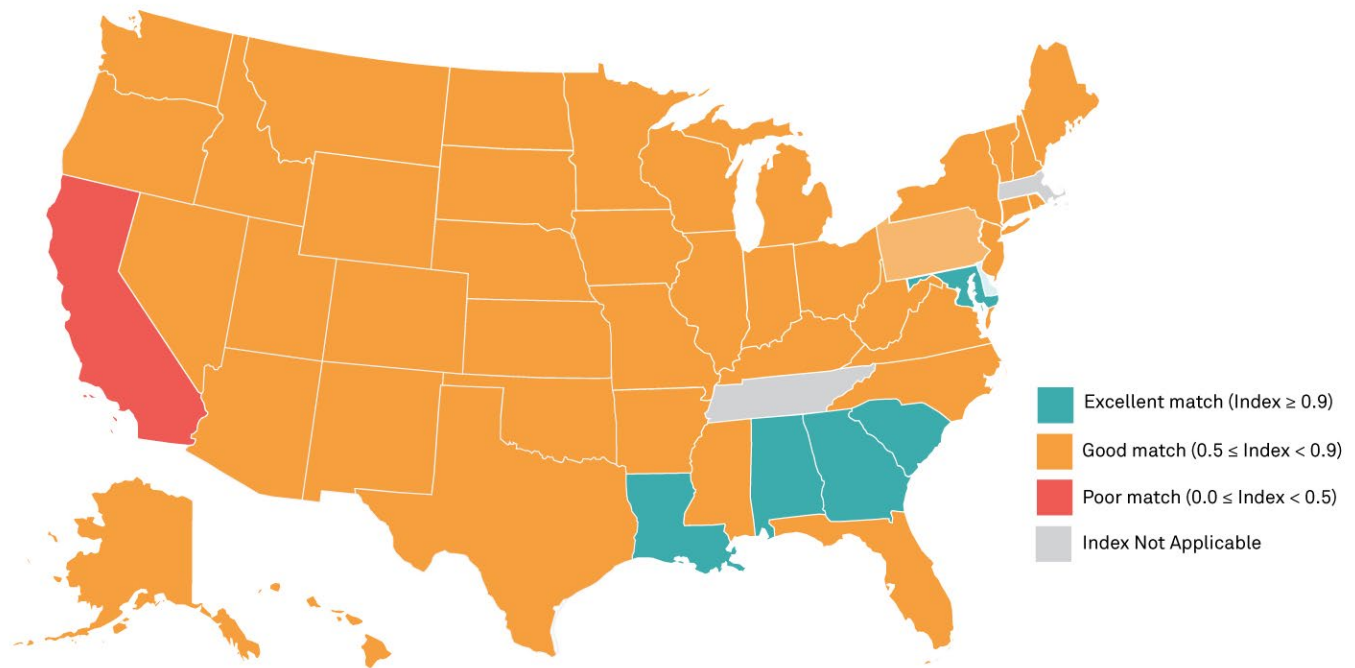 Excellent match (Index ≥ 0.9)
Good match (0.5 ≤ Index < 0.9)
Poor match (0.0 ≤ Index < 0.5)
Index Not Applicable